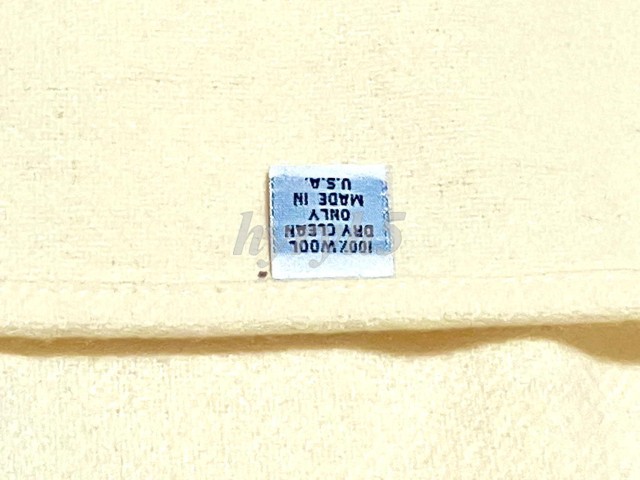 100% WOOL
DRY CLEAN
ONLY
MADE IN
U.S.A.